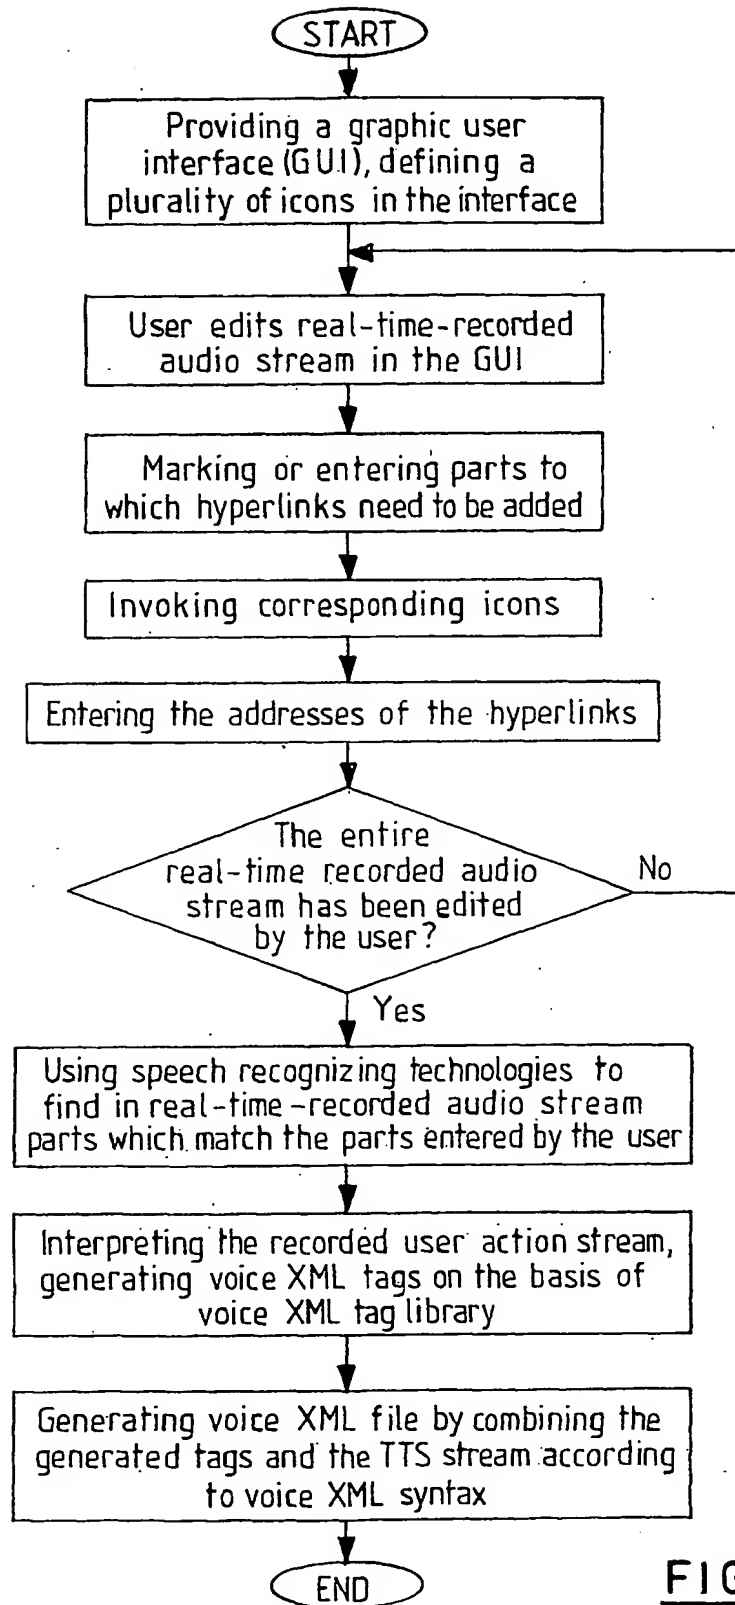 START
Providing a graphic user
interface (GUI), defining a
plurality of icons in the interface
User edits real-time-recorded
audio stream in the GUI
Marking or entering parts to
which hyperlinks need to be added
Invoking corresponding icons
Entering the addresses of the hyperlinks
The entire
real-time recorded audio
stream has been edited
by the user?
No
Yes
Using speech recognizing technologies to
find in real-time-recorded audio stream
parts which match the parts entered by the user
Interpreting the recorded user action stream,
generating voice XML tags on the basis of
voice XML tag library
Generating voice XML file by combining the
generated tags and the TTS stream according
to voice XML syntax
END
FIG